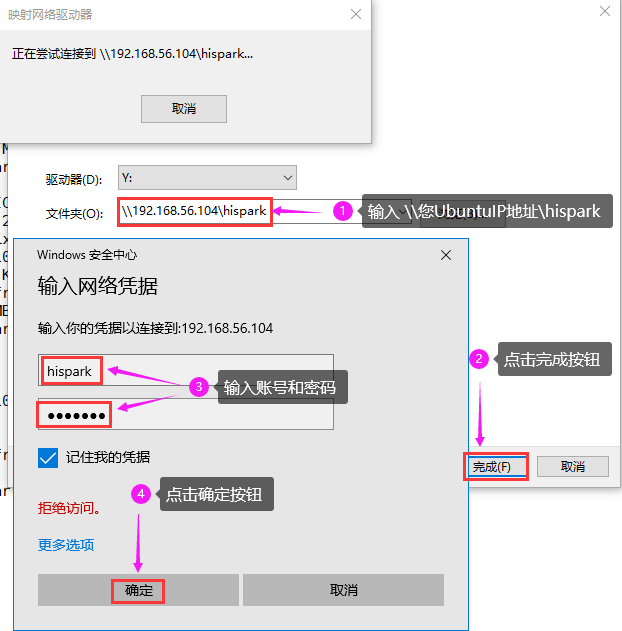 映射网络驱动器
正在尝试连接到 \\192.168.56.104\hispark...
取消
驱动器(D):
Y:
文件夹(O):
\\192.168.56.104\hispark
1
输入 \\您UbuntuIP地址\hispark
Windows 安全中心
输入网络凭据
输入你的凭据以连接到:192.168.56.104
hispark
3
输入账号和密码
●●●●●●●
记住我的凭据
2
点击完成按钮
完成(F)
取消
4
点击确定按钮
拒绝访问。
更多选项
确定
取消